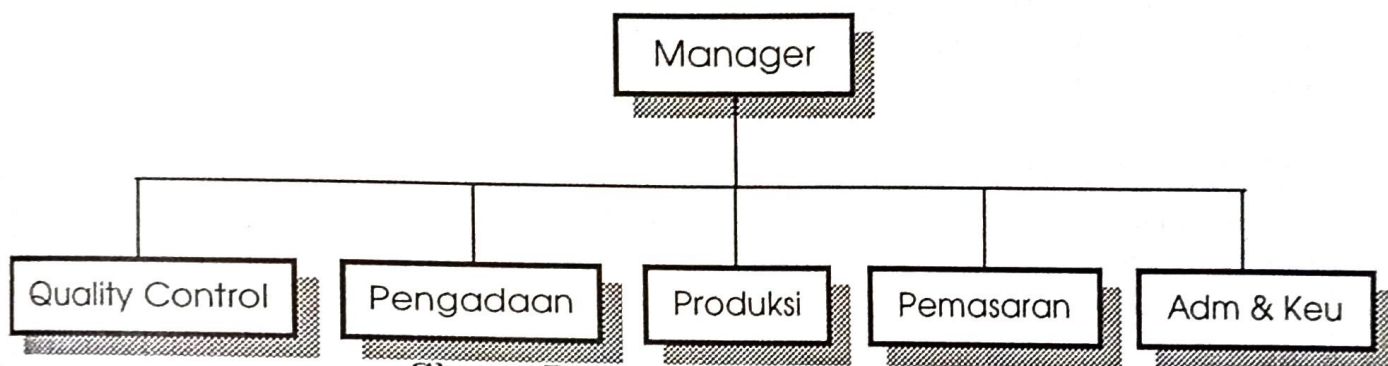 Manager
Quality Control
Pengadaan
Produksi
Pemasaran
Adm & Keu